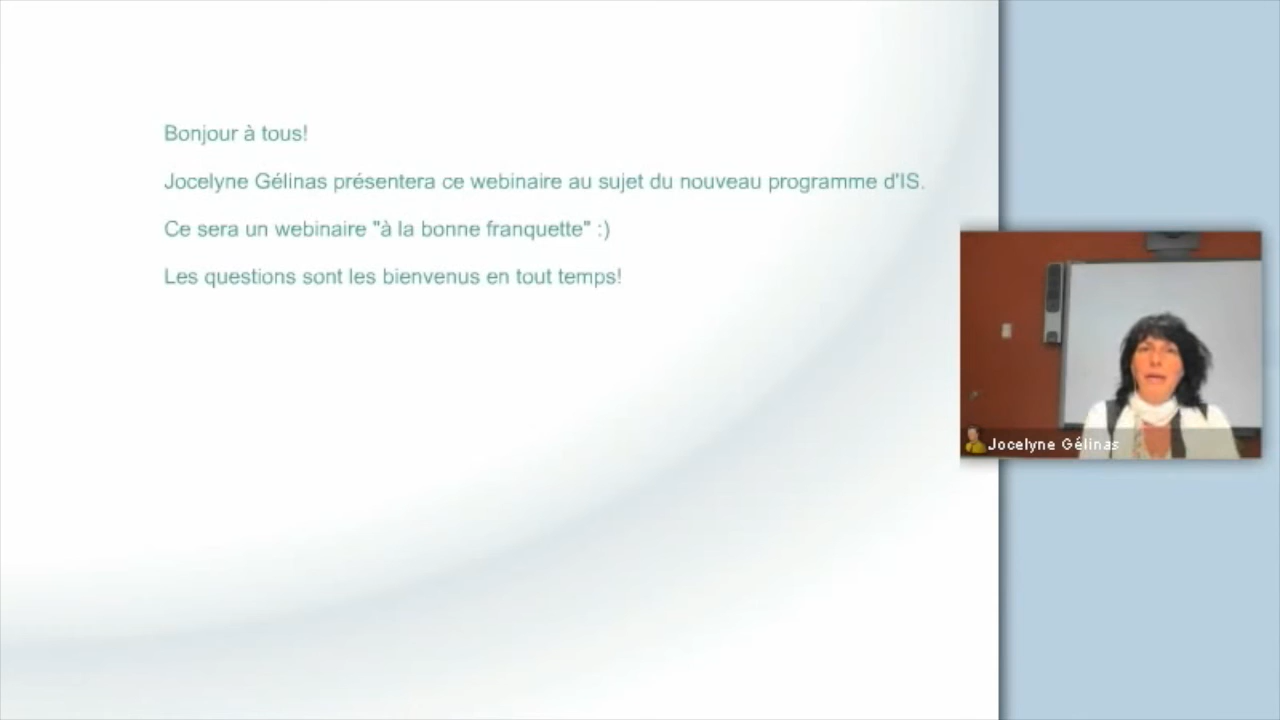 Bonjour à tous!
Jocelyne Gélinas présentera ce webinaire au sujet du nouveau programme d'IS.
Ce sera un webinaire "à la bonne franquette" :)
Les questions sont les bienvenus en tout temps!
Jocelyne Gélinas